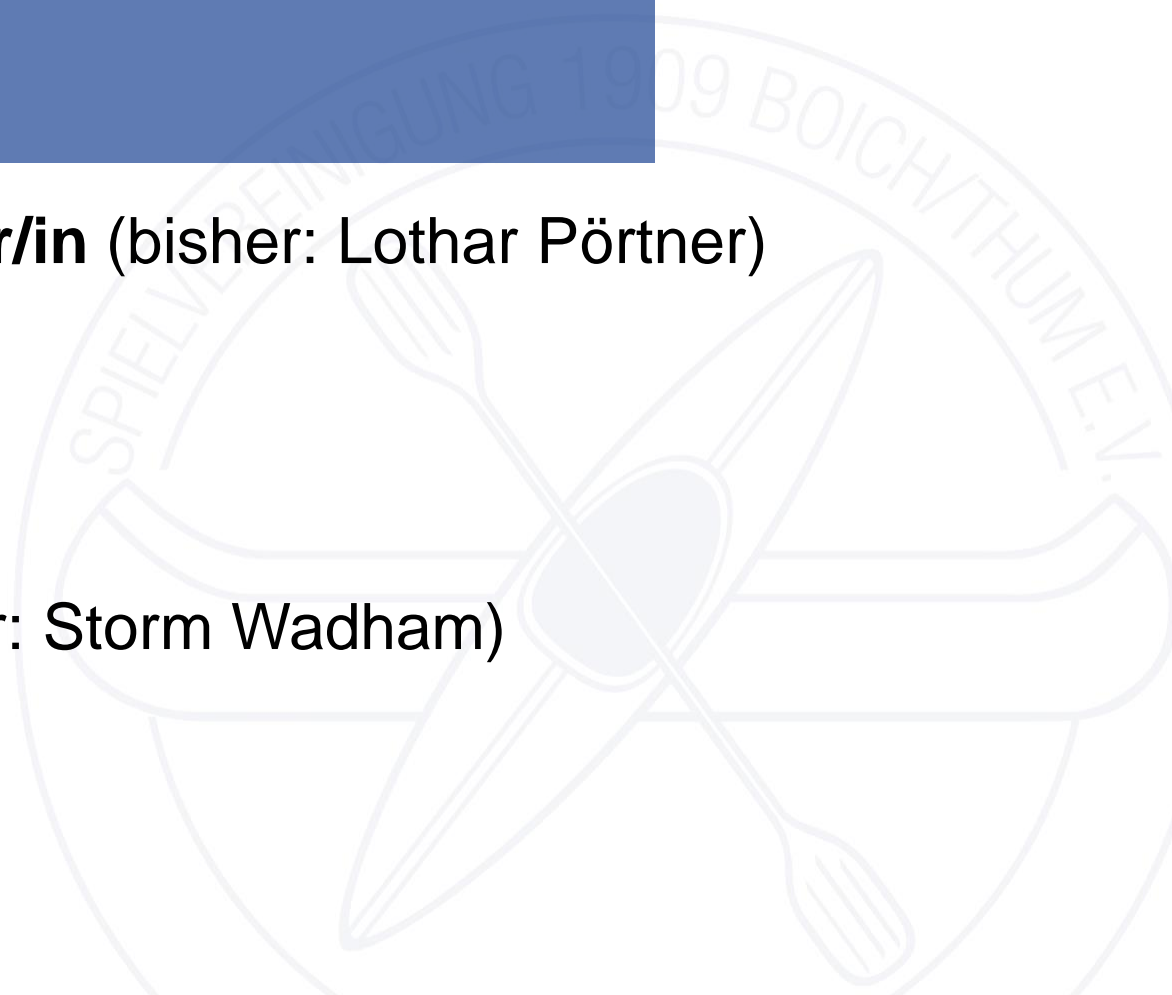 SPIELVEREINIGUNG 1909 BOICH/THUM E.V.
r/in (bisher: Lothar Pörtner)
r: Storm Wadham)